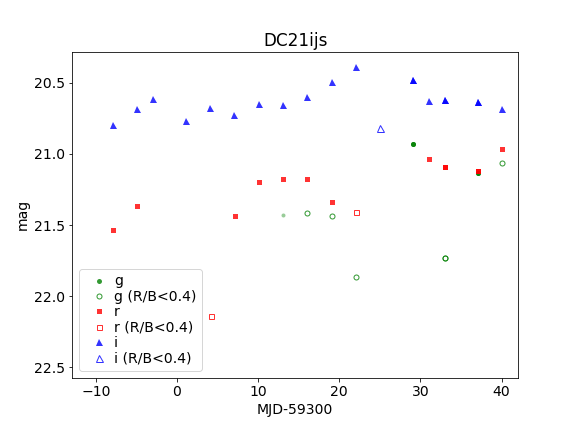 DC21ijs
20.5
21.0
21.5
22.0
22.5
mag
g
g (R/B<0.4)
r
r (R/B<0.4)
i
i (R/B<0.4)
−10
0
10
20
30
40
MJD-59300